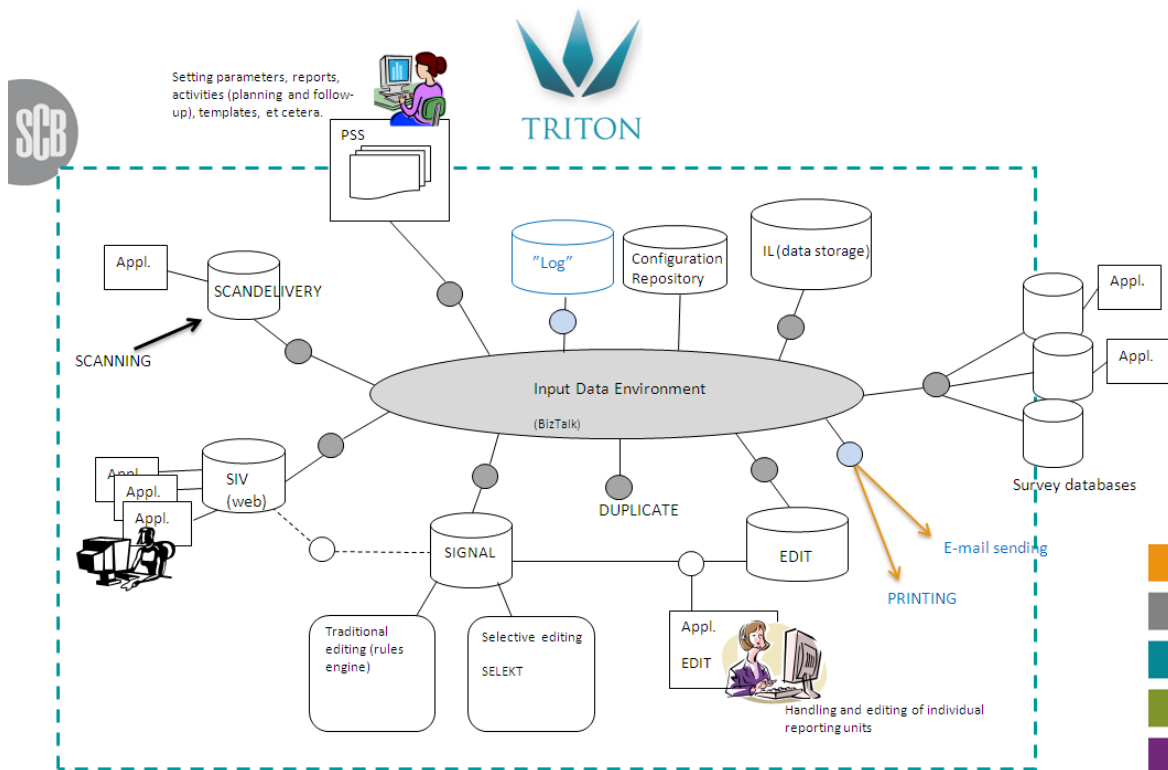 SCB
TRITON
Setting parameters, reports,
activities (planning and follow-
up), templates, et cetera.
PSS
"Log"
Configuration
Repository
IL (data storage)
Appl.
SCANDELIVERY
SCANNING
Appl.
Appl.
Input Data Environment
(BizTalk)
Survey databases
Appl.
Appl.
Appl.
SIV
(web)
DUPLICATE
SIGNAL
EDIT
E-mail sending
PRINTING
Traditional
editing (rules
engine)
Selective editing
SELEKT
Appl.
EDIT
Handling and editing of individual
reporting units